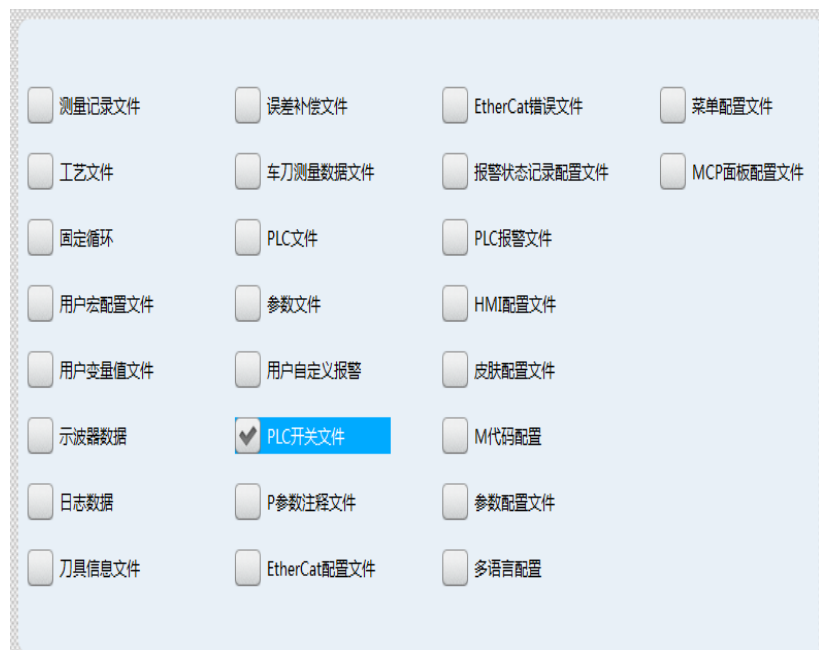 测量记录文件
误差补偿文件
EtherCat错误文件
菜单配置文件
工艺文件
车刀测量数据文件
报警状态记录配置文件
MCP面板配置文件
固定循环
PLC文件
PLC报警文件
用户宏配置文件
参数文件
HMI配置文件
用户变量值文件
用户自定义报警
皮肤配置文件
示波器数据
PLC开关文件
M代码配置
日志数据
P参数注释文件
参数配置文件
刀具信息文件
EtherCat配置文件
多语言配置